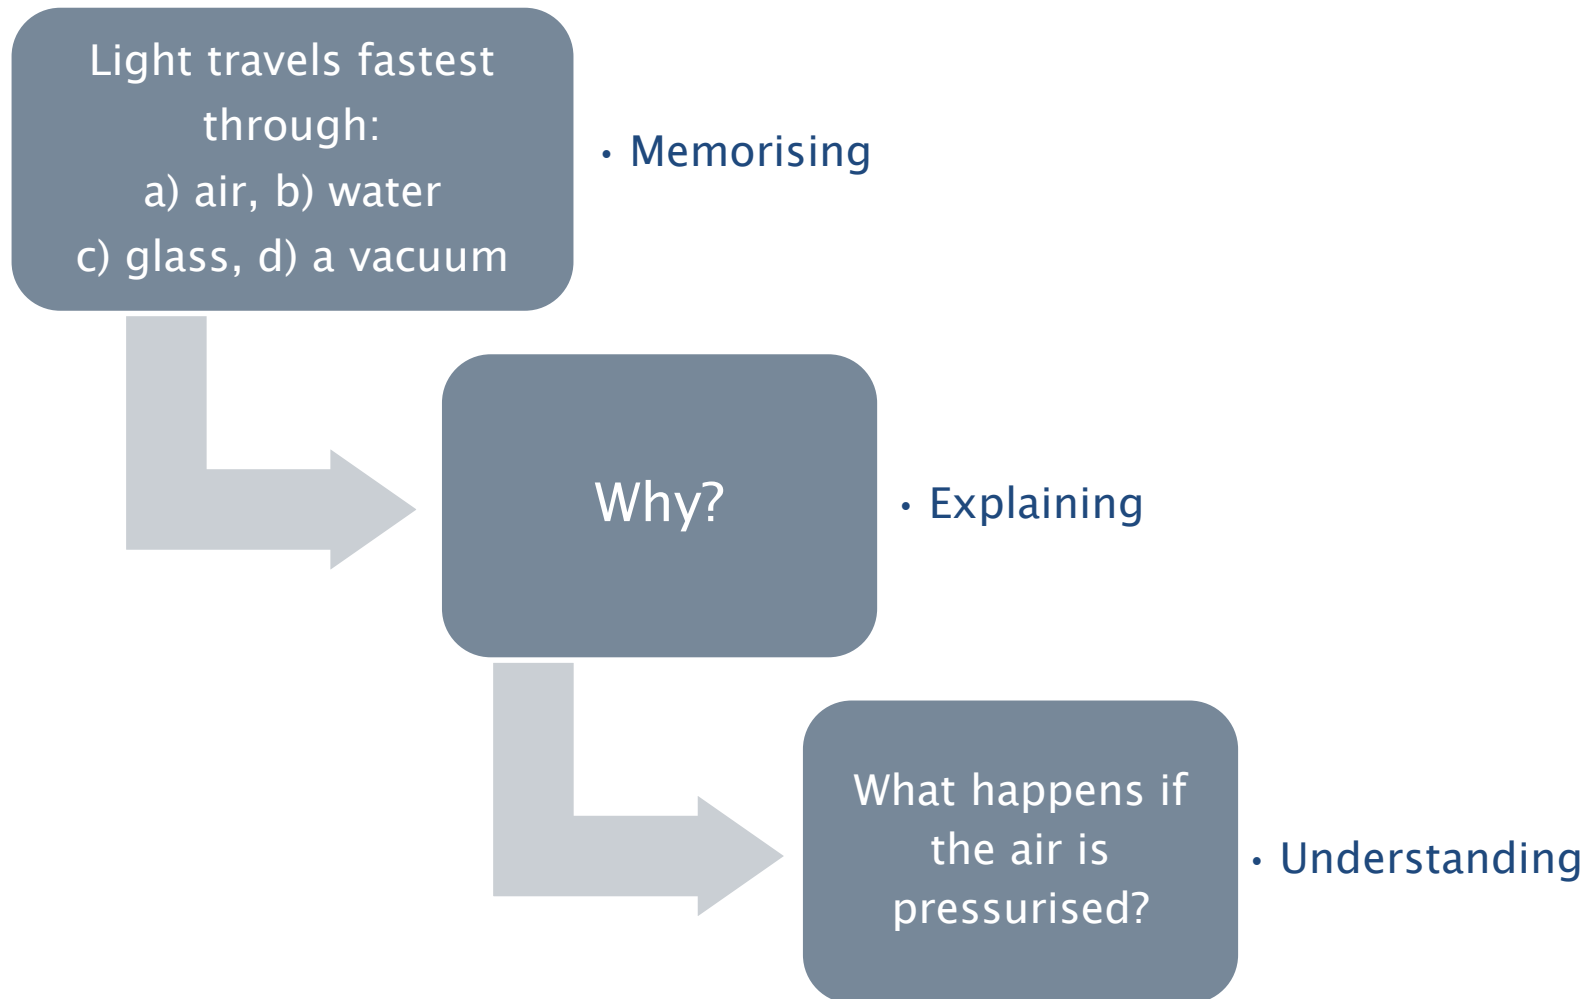 Light travels fastest
through:
a) air, b) water
c) glass, d) a vacuum
• Memorising
Why?
• Explaining
What happens if
the air is
pressurised?
• Understanding